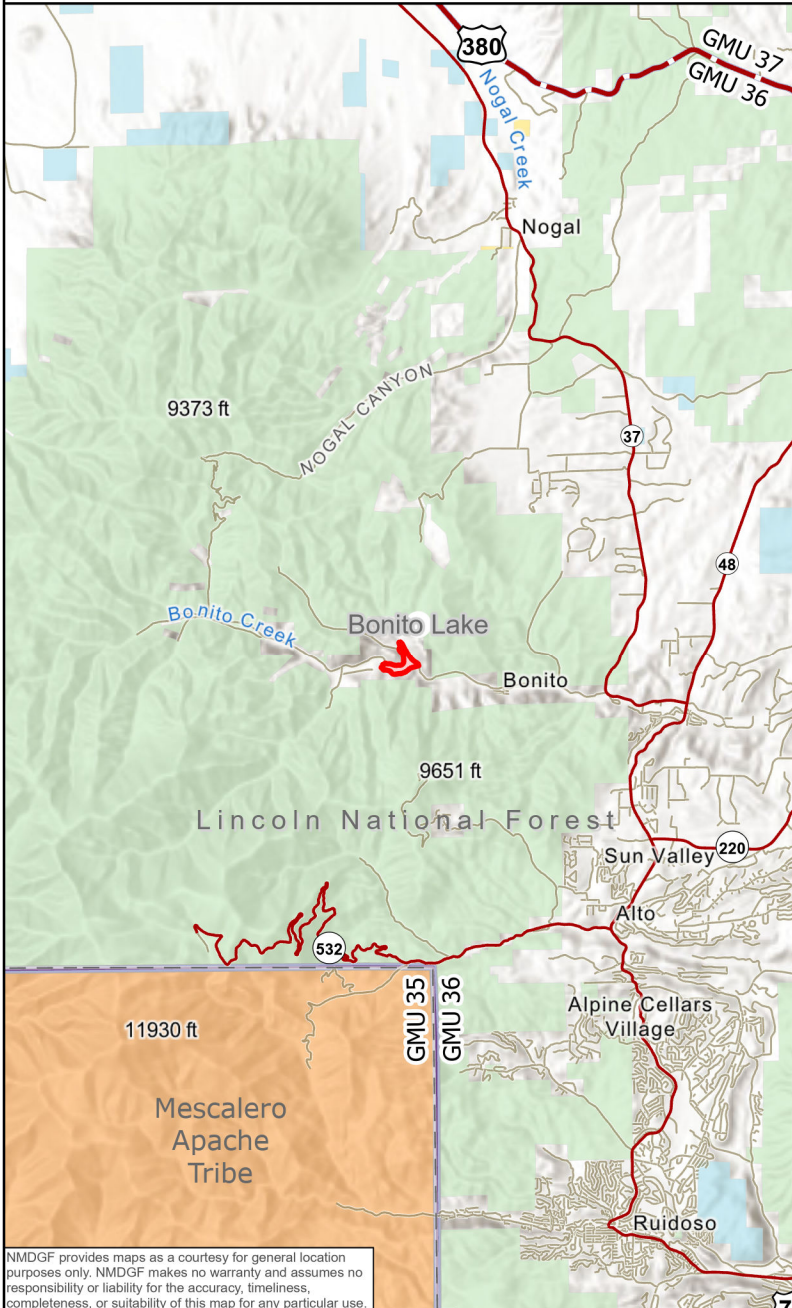 380
GMU 37
GMU 36
Nogal Creek
Nogal
NOGAL CANYON
9373 ft
37
48
Bonito Creek
Bonito Lake
Bonito
9651 ft
Lincoln National Forest
220
Sun Valley
Alto
532
GMU 35
GMU 36
11930 ft
Alpine Cellars
Village
Mescalero
Apache
Tribe
Ruidoso
NMDGF provides maps as a courtesy for general location
purposes only. NMDGF makes no warranty and assumes no
responsibility or liability for the accuracy, timeliness,
completeness, or suitability of this map for any particular use.